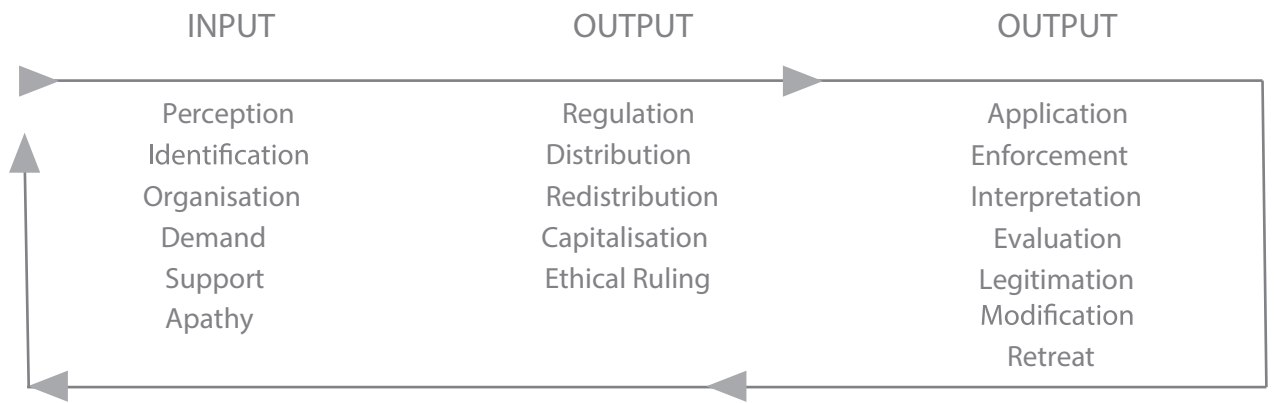 INPUT OUTPUT OUTPUT
Perception Regulation Application
Identification Distribution Enforcement
Organisation Redistribution Interpretation
Demand Capitalisation Evaluation
Support Ethical Ruling Legitimation
Apathy Modification
Retreat